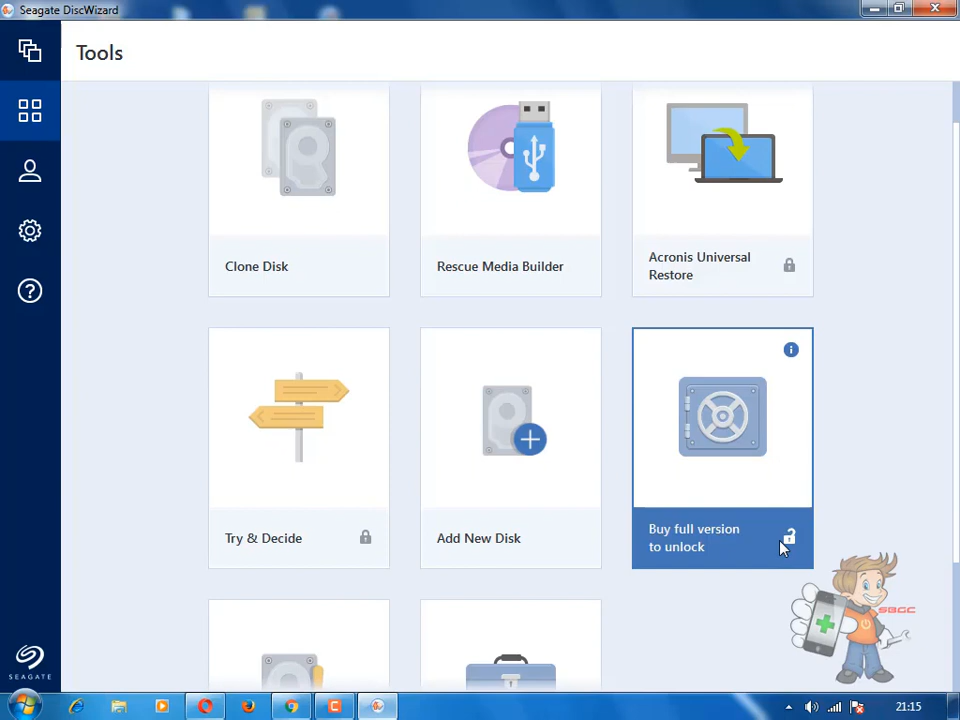 Seagate DiscWizard
Tools
Clone Disk
Rescue Media Builder
Acronis Universal
Restore
Try & Decide
Add New Disk
Buy full version
to unlock
SBGC
SEAGATE
21:15